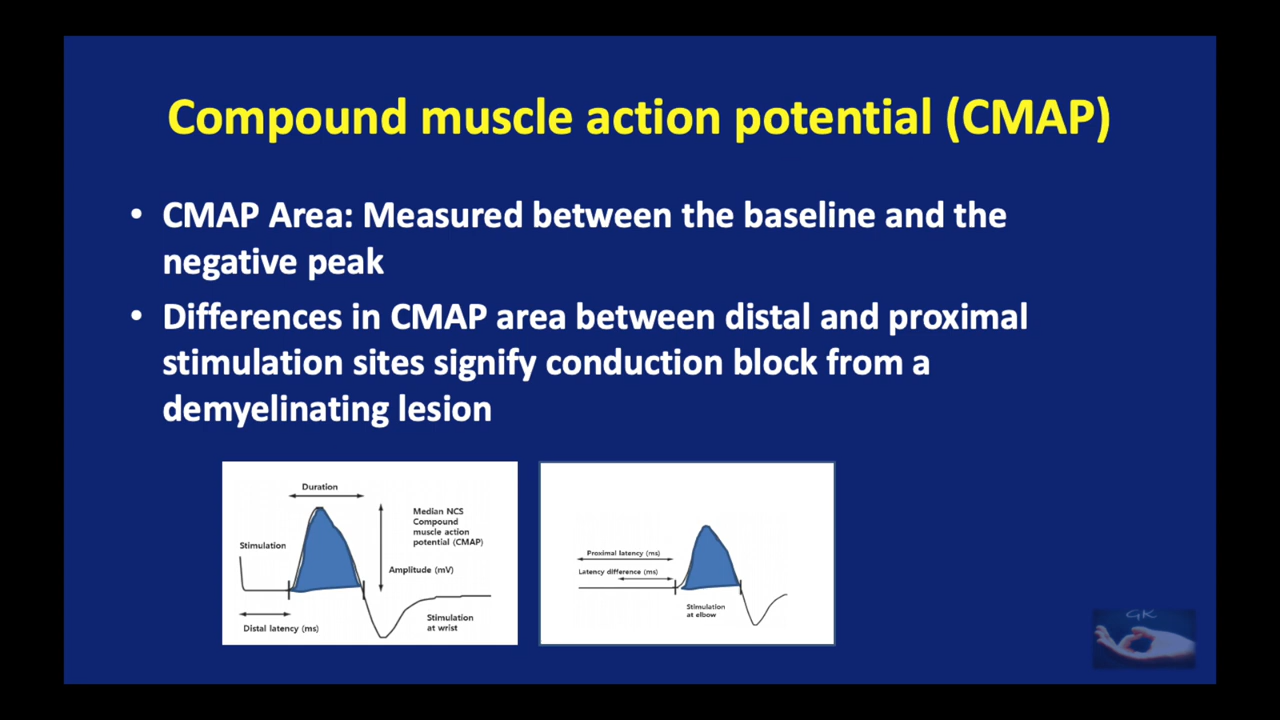 Compound muscle action potential (CMAP)
• CMAP Area: Measured between the baseline and the
negative peak
• Differences in CMAP area between distal and proximal
stimulation sites signify conduction block from a
demyelinating lesion
Duration
Median NCS
Compound
muscle action
potential (CMAP)
Stimulation
Amplitude (mV)
Stimulation
at wrist
Distal latency (ms)
Proximal latency (ms)
Latency difference (ms)
Stimulation
at elbow
GK